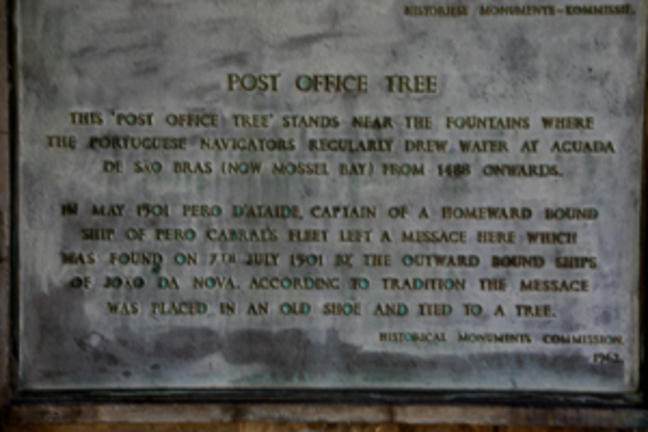 HISTORIESE MONUMENTE-KOMMISSIE.
POST OFFICE TREE
THIS 'POST OFFICE TREE' STANDS NEAR THE FOUNTAINS WHERE
THE PORTUGUESE NAVIGATORS REGULARLY DREW WATER AT AGUADA
DE SÃO BRAS (NOW MOSSEL BAY) FROM 1488 ONWARDS.
IN MAY 1501 PERO D'ATAIDE, CAPTAIN OF A HOMEWARD BOUND
SHIP OF PERO CABRAL'S FLEET LEFT A MESSAGE HERE WHICH
WAS FOUND ON 7TH JULY 1501 BY THE OUTWARD BOUND SHIPS
OF JOÃO DA NOVA. ACCORDING TO TRADITION THE MESSAGE
WAS PLACED IN AN OLD SHOE AND TIED TO A TREE.
HISTORICAL MONUMENTS COMMISSION.